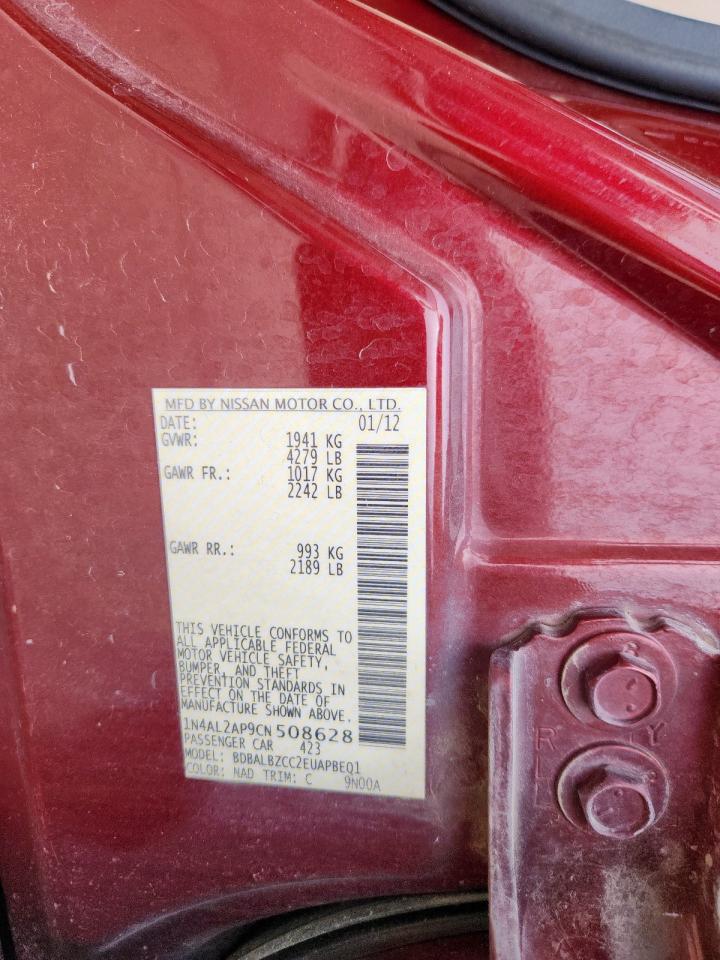 MFD BY NISSAN MOTOR CO., LTD.
DATE: 01/12
GVWR: 1941 KG
4279 LB
GAWR FR.: 1017 KG
2242 LB
GAWR RR.: 993 KG
2189 LB
THIS VEHICLE CONFORMS TO
ALL APPLICABLE FEDERAL
MOTOR VEHICLE SAFETY,
BUMPER, AND THEFT
PREVENTION STANDARDS IN
EFFECT ON THE DATE OF
MANUFACTURE SHOWN ABOVE.
1N4AL2AP9CN508628
PASSENGER CAR 423
MODEL: BDBALBZCC2EUAPBEQ1
COLOR: NAD TRIM: C 9N00A
R Y
L